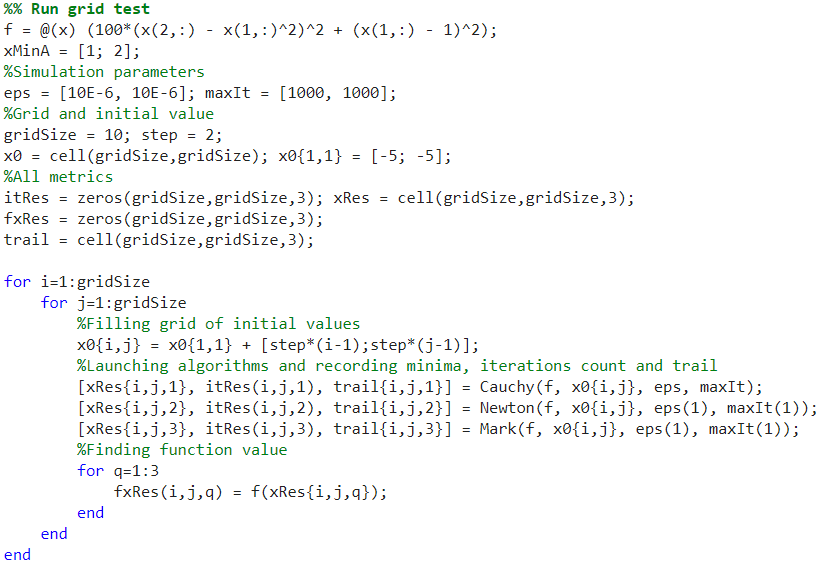 %% Run grid test
f = @(x) (100*(x(2,:) - x(1,:)^2)^2 + (x(1,:) - 1)^2);
xMinA = [1; 2];
%Simulation parameters
eps = [10E-6, 10E-6]; maxIt = [1000, 1000];
%Grid and initial value
gridSize = 10; step = 2;
x0 = cell(gridSize,gridSize); x0{1,1} = [-5; -5];
%All metrics
itRes = zeros(gridSize,gridSize,3); xRes = cell(gridSize,gridSize,3);
fxRes = zeros(gridSize,gridSize,3);
trail = cell(gridSize,gridSize,3);
for i=1:gridSize
for j=1:gridSize
%Filling grid of initial values
x0{i,j} = x0{1,1} + [step*(i-1);step*(j-1)];
%Launching algorithms and recording minima, iterations count and trail
[xRes{i,j,1}, itRes(i,j,1), trail{i,j,1}] = Cauchy(f, x0{i,j}, eps, maxIt);
[xRes{i,j,2}, itRes(i,j,2), trail{i,j,2}] = Newton(f, x0{i,j}, eps(1), maxIt(1));
[xRes{i,j,3}, itRes(i,j,3), trail{i,j,3}] = Mark(f, x0{i,j}, eps(1), maxIt(1));
%Finding function value
for q=1:3
fxRes(i,j,q) = f(xRes{i,j,q});
end
end
end